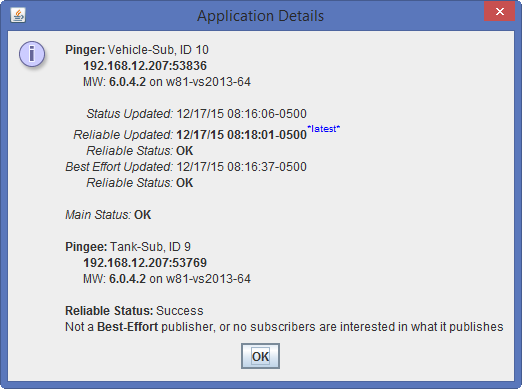 Application Details
Pinger: Vehicle-Sub, ID 10
192.168.12.207:53836
MW: 6.0.4.2 on w81-vs2013-64
Status Updated: 12/17/15 08:16:06-0500
Reliable Updated: 12/17/15 08:18:01-0500*latest*
Reliable Status: OK
Best Effort Updated: 12/17/15 08:16:37-0500
Reliable Status: OK
Main Status: OK
Pingee: Tank-Sub, ID 9
192.168.12.207:53769
MW: 6.0.4.2 on w81-vs2013-64
Reliable Status: Success
Not a Best-Effort publisher, or no subscribers are interested in what it publishes
OK